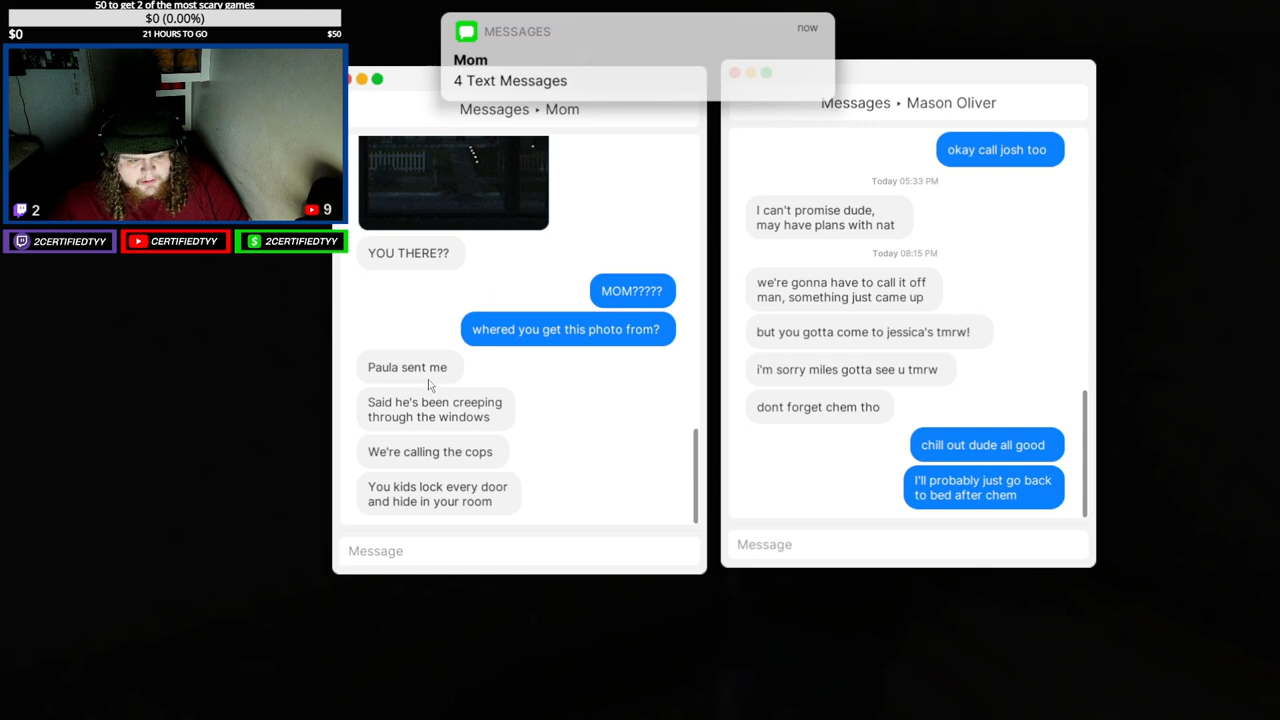 50 to get 2 of the most scary games
$0 (0.00%)
$0
21 HOURS TO GO
$50
2
9
2CERTIFIEDTYY
CERTIFIEDTYY
2CERTIFIEDTYY
MESSAGES
now
Mom
4 Text Messages
Messages ▸ Mom
YOU THERE??
MOM?????
whered you get this photo from?
Paula sent me
Said he's been creeping
through the windows
We're calling the cops
You kids lock every door
and hide in your room
Message
Messages ▸ Mason Oliver
okay call josh too
Today 05:33 PM
I can't promise dude,
may have plans with nat
Today 08:15 PM
we're gonna have to call it off
man, something just came up
but you gotta come to jessica's tmrw!
i'm sorry miles gotta see u tmrw
dont forget chem tho
chill out dude all good
I'll probably just go back
to bed after chem
Message